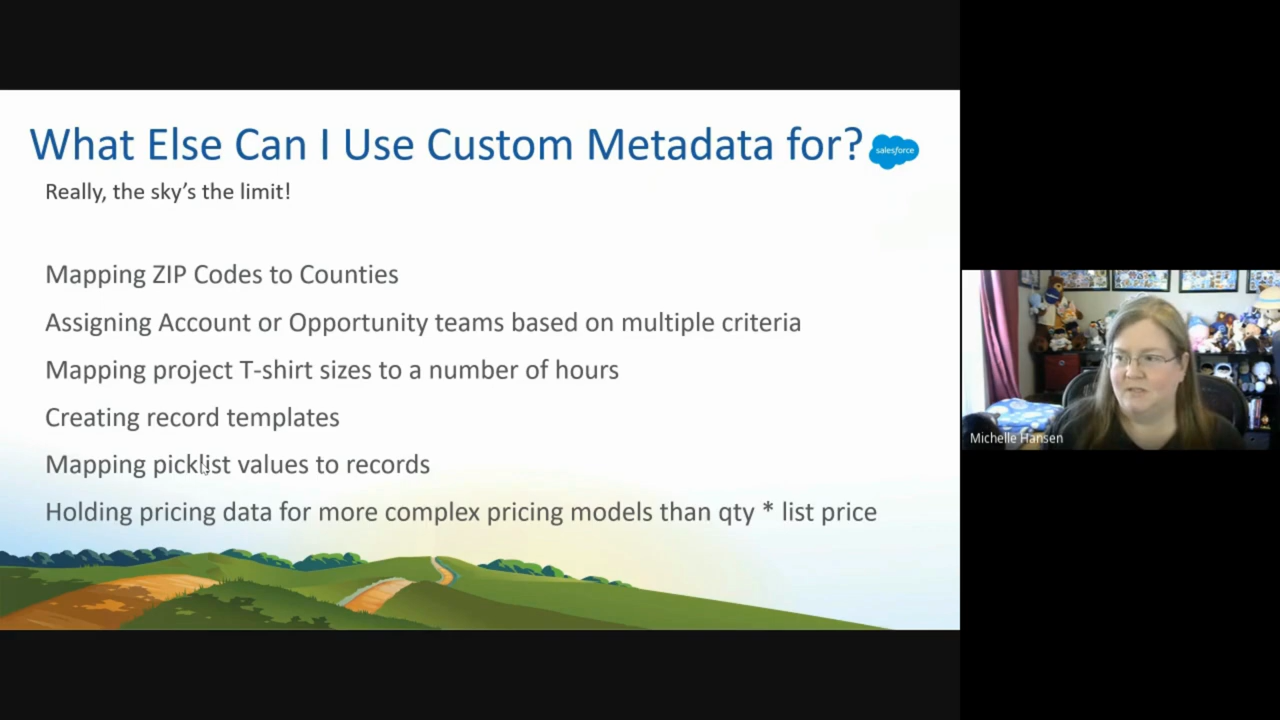 What Else Can I Use Custom Metadata for?
salesforce
Really, the sky's the limit!
Mapping ZIP Codes to Counties
Assigning Account or Opportunity teams based on multiple criteria
Mapping project T-shirt sizes to a number of hours
Creating record templates
Mapping picklist values to records
Holding pricing data for more complex pricing models than qty * list price
Michelle Hansen